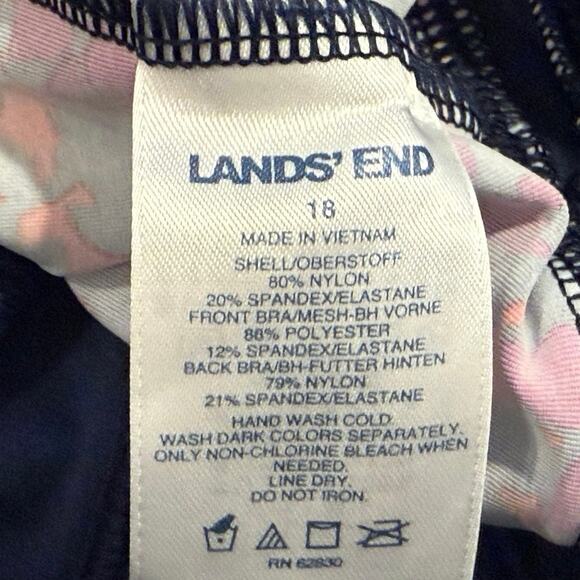 LANDS' END
18
MADE IN VIETNAM
SHELL/OBERSTOFF
80% NYLON
20% SPANDEX/ELASTANE
FRONT BRA/MESH-BH VORNE
88% POLYESTER
12% SPANDEX/ELASTANE
BACK BRA/BH-FUTTER HINTEN
79% NYLON
21% SPANDEX/ELASTANE
HAND WASH COLD.
WASH DARK COLORS SEPARATELY.
ONLY NON-CHLORINE BLEACH WHEN
NEEDED.
LINE DRY.
DO NOT IRON.
RN 62830